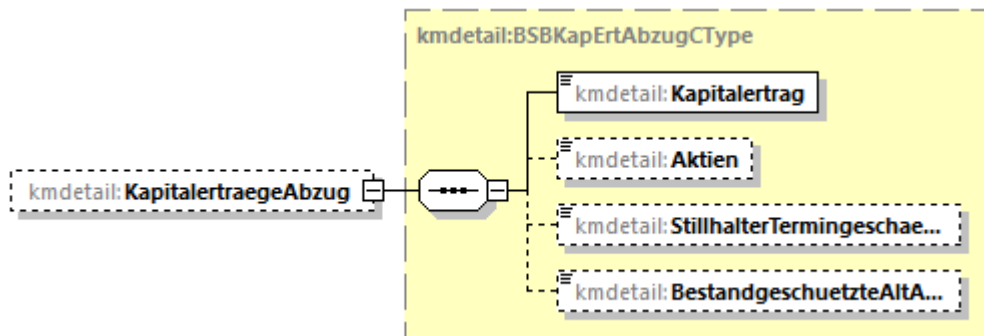 kmdetail:BSBKapErtAbzugCType
kmdetail:Kapitalertrag
kmdetail:Aktien
kmdetail:KapitalertraegeAbzug
kmdetail:StillhalterTermingeschae...
kmdetail:BestandgeschuetzteAltA...